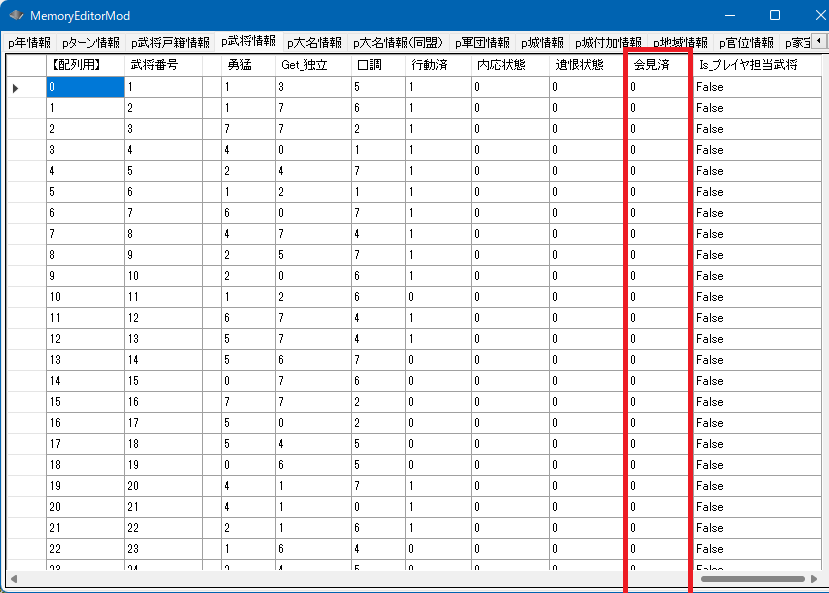 MemoryEditorMod
p年情報 pターン情報 p武将戸籍情報 p武将情報 p大名情報 p大名情報(同盟) p軍団情報 p城情報 p城付加情報 p地域情報 p官位情報 p家宝
【配列用】 武将番号 勇猛 Get_独立 口調 行動済 内応状態 遺恨状態 会見済 Is_プレイヤ担当武将
0 1 1 3 5 1 0 0 0 False
1 2 1 7 6 1 0 0 0 False
2 3 7 7 2 1 0 0 0 False
3 4 4 0 1 1 0 0 0 False
4 5 2 4 7 1 0 0 0 False
5 6 1 2 1 1 0 0 0 False
6 7 6 0 7 1 0 0 0 False
7 8 4 7 4 1 0 0 0 False
8 9 2 5 7 1 0 0 0 False
9 10 2 0 6 1 0 0 0 False
10 11 1 2 6 0 0 0 0 False
11 12 6 7 4 1 0 0 0 False
12 13 5 7 4 1 0 0 0 False
13 14 5 6 7 0 0 0 0 False
14 15 0 7 6 0 0 0 0 False
15 16 7 7 2 0 0 0 0 False
16 17 5 0 2 0 0 0 0 False
17 18 5 4 5 0 0 0 0 False
18 19 0 6 5 0 0 0 0 False
19 20 4 1 7 1 0 0 0 False
20 21 4 1 0 1 0 0 0 False
21 22 2 1 6 1 0 0 0 False
22 23 1 6 4 0 0 0 0 False
23 24 2 4 5 0 0 0 0 False